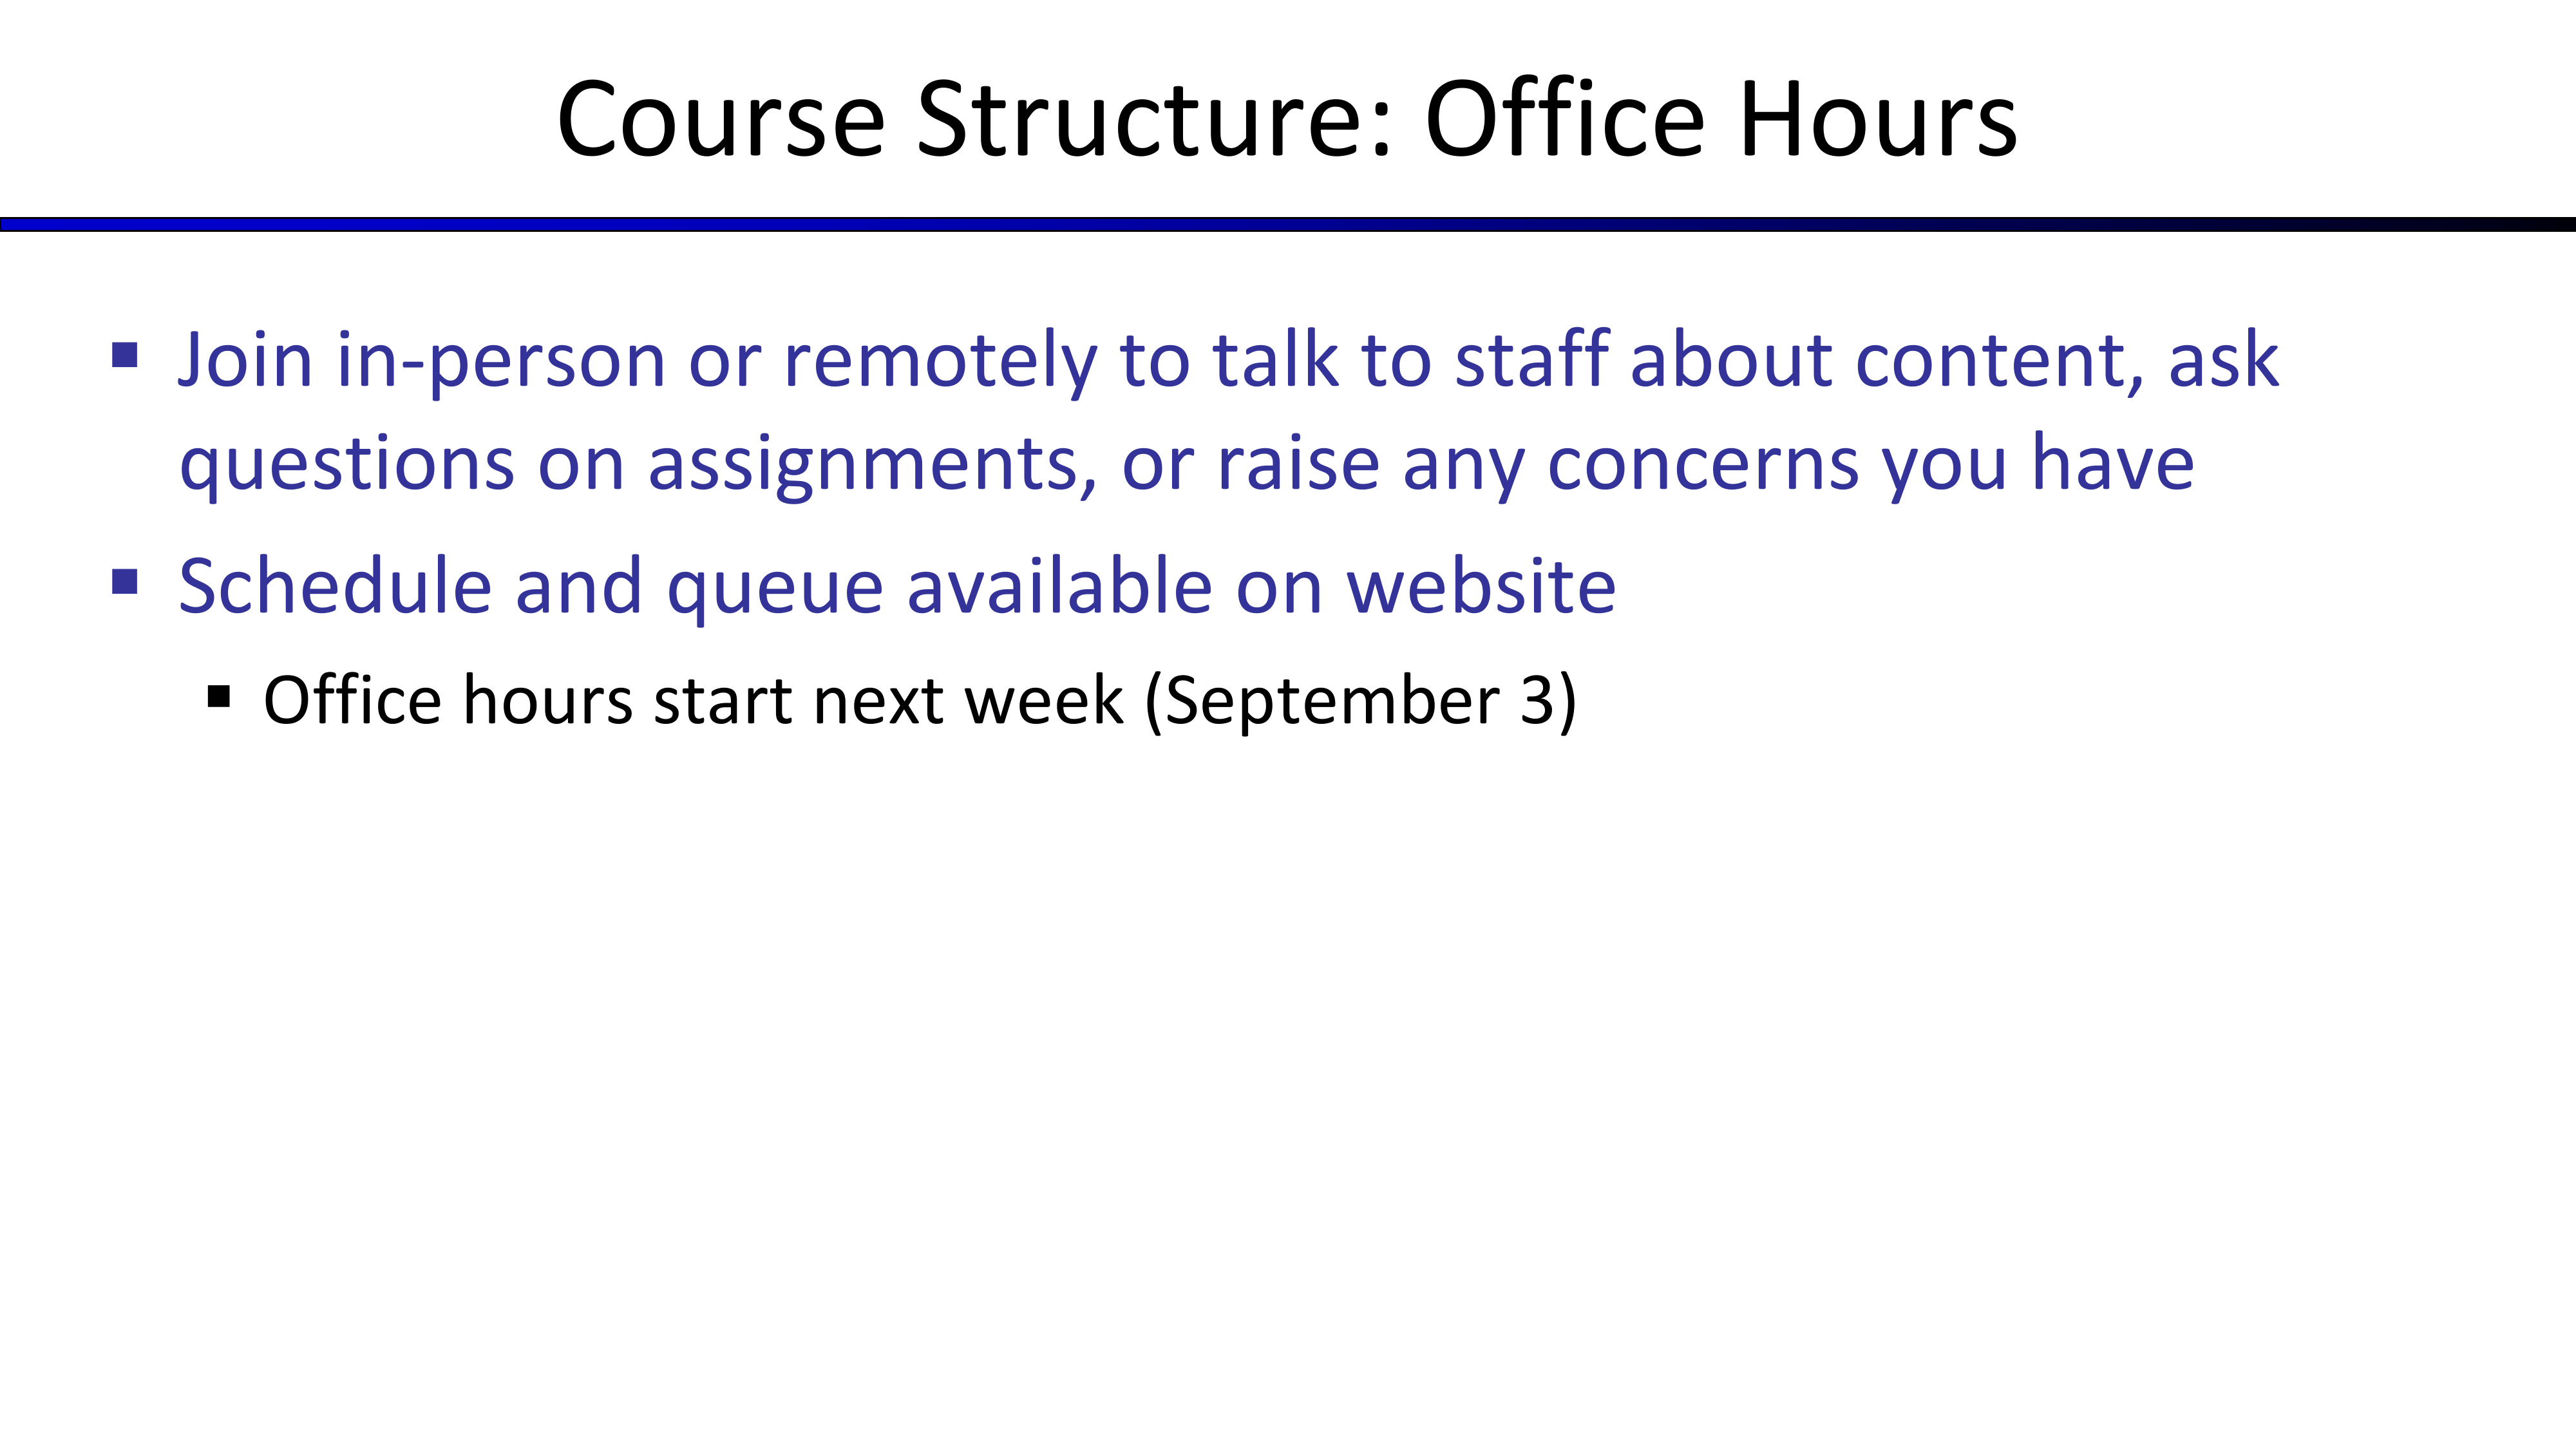 Course Structure: Office Hours
▪ Join in-person or remotely to talk to staff about content, ask
questions on assignments, or raise any concerns you have
▪ Schedule and queue available on website
▪ Office hours start next week (September 3)